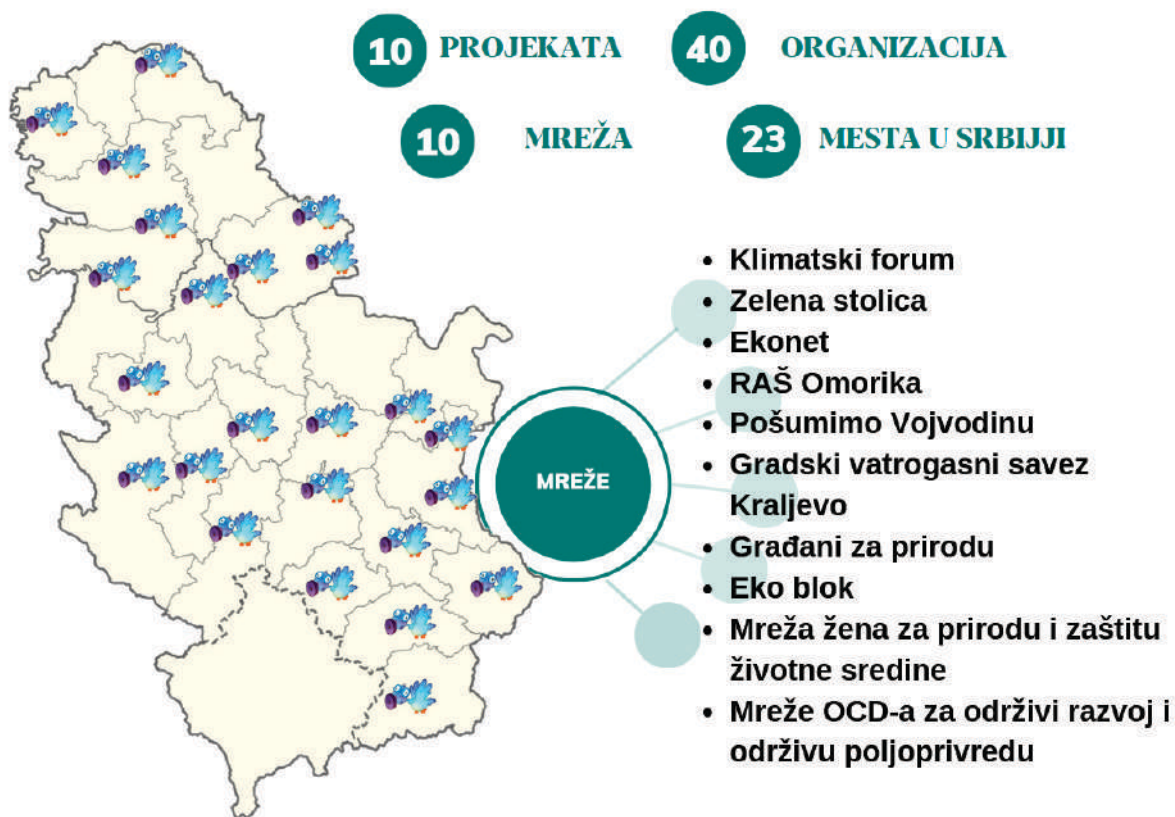 10 PROJEKATA
40 ORGANIZACIJA
10 MREŽA
23 MESTA U SRBIJJI
MREŽE
• Klimatski forum
• Zelena stolica
• Ekonet
• RAŠ Omorika
• Pošumimo Vojvodinu
• Gradski vatrogasni savez
Kraljevo
• Građani za prirodu
• Eko blok
• Mreža žena za prirodu i zaštitu
životne sredine
• Mreže OCD-a za održivi razvoj i
održivu poljoprivredu